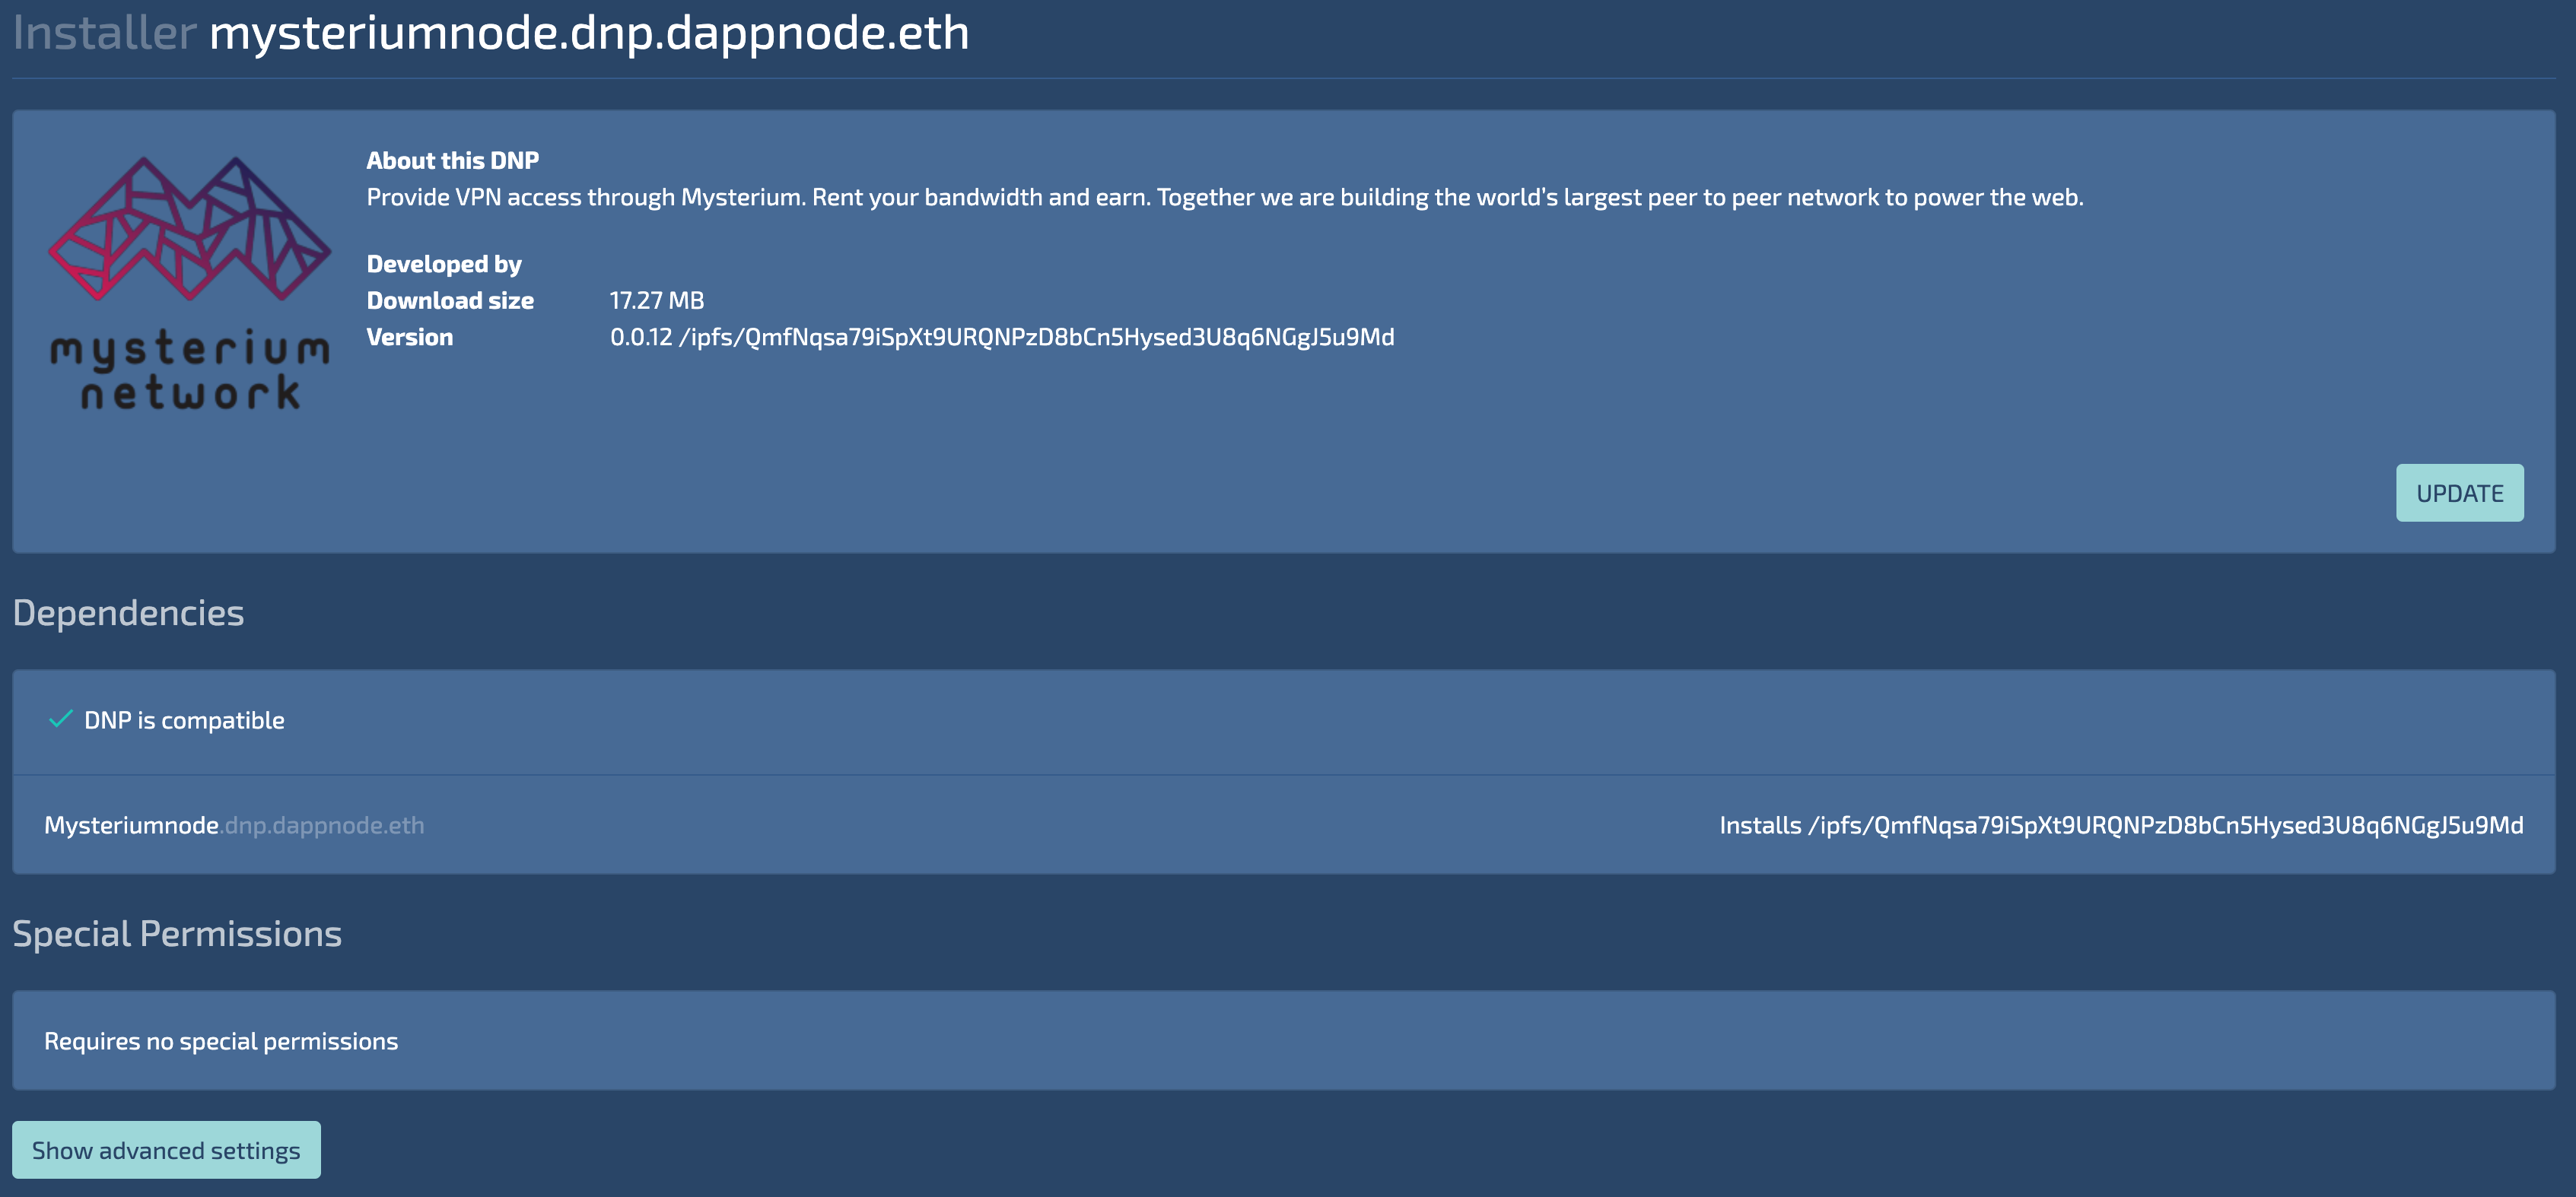 Installer mysteriumnode.dnp.dappnode.eth
mysterium
network
About this DNP
Provide VPN access through Mysterium. Rent your bandwidth and earn. Together we are building the world's largest peer to peer network to power the web.
Developed by
Download size 17.27 MB
Version 0.0.12 /ipfs/QmfNqsa79iSpXt9URQNPzD8bCn5Hysed3U8q6NGgJ5u9Md
UPDATE
Dependencies
DNP is compatible
Mysteriumnode.dnp.dappnode.eth Installs /ipfs/QmfNqsa79iSpXt9URQNPzD8bCn5Hysed3U8q6NGgJ5u9Md
Special Permissions
Requires no special permissions
Show advanced settings